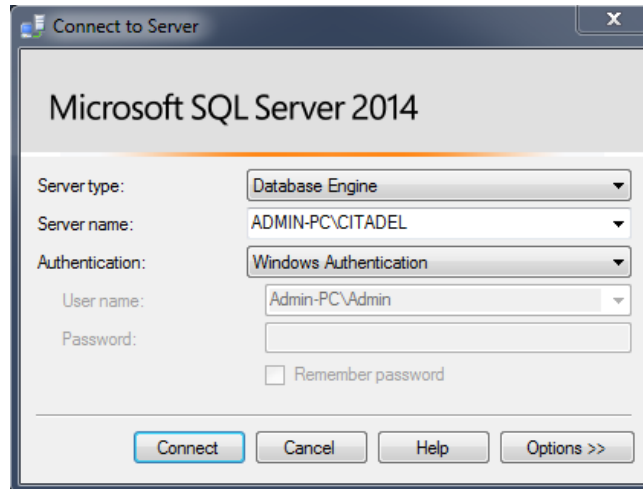 Connect to Server
x
Microsoft SQL Server 2014
Server type: Database Engine
Server name: ADMIN-PC\CITADEL
Authentication: Windows Authentication
User name: Admin-PC\Admin
Password:
Remember password
Connect Cancel Help Options >>